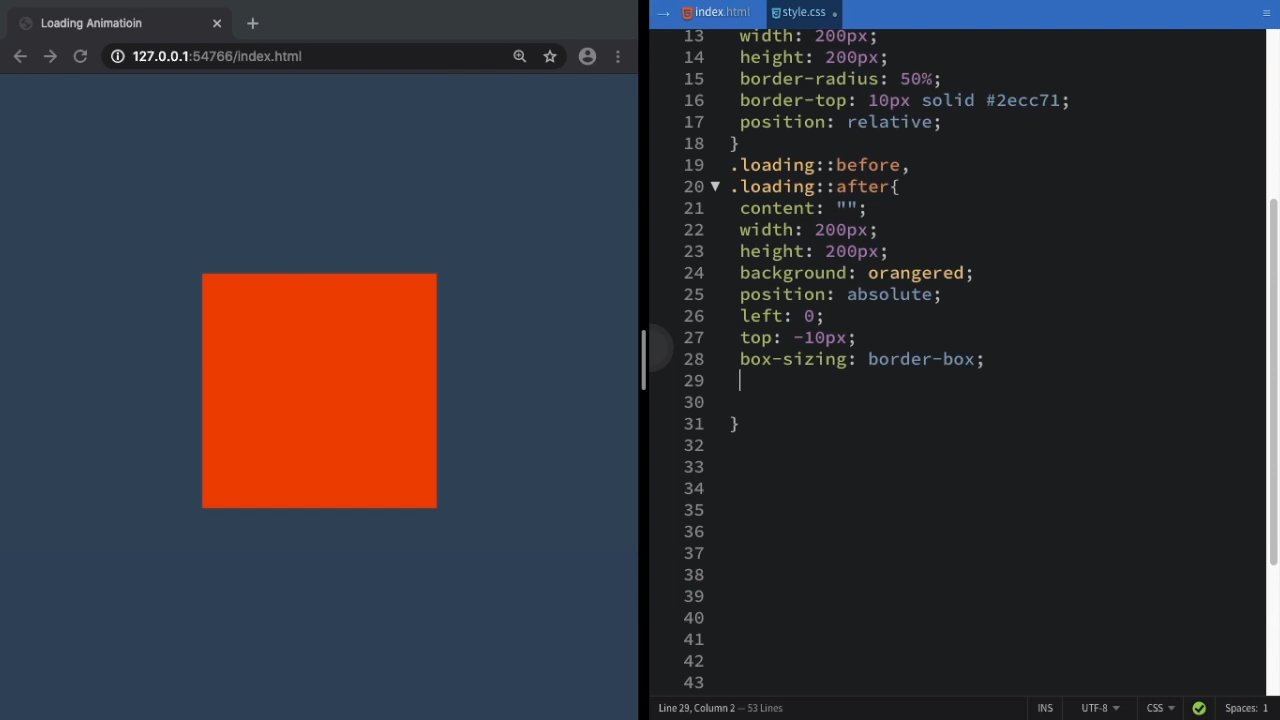 Loading Animatioin
127.0.0.1:54766/index.html
index.html
style.css
13 width: 200px;
14 height: 200px;
15 border-radius: 50%;
16 border-top: 10px solid #2ecc71;
17 position: relative;
18 }
19 .loading::before,
20 .loading::after{
21 content: "";
22 width: 200px;
23 height: 200px;
24 background: orangered;
25 position: absolute;
26 left: 0;
27 top: -10px;
28 box-sizing: border-box;
29
30
31 }
32
33
34
35
36
37
38
39
40
41
42
43
Line 29, Column 2 — 53 Lines
INS
UTF-8
CSS
Spaces: 1